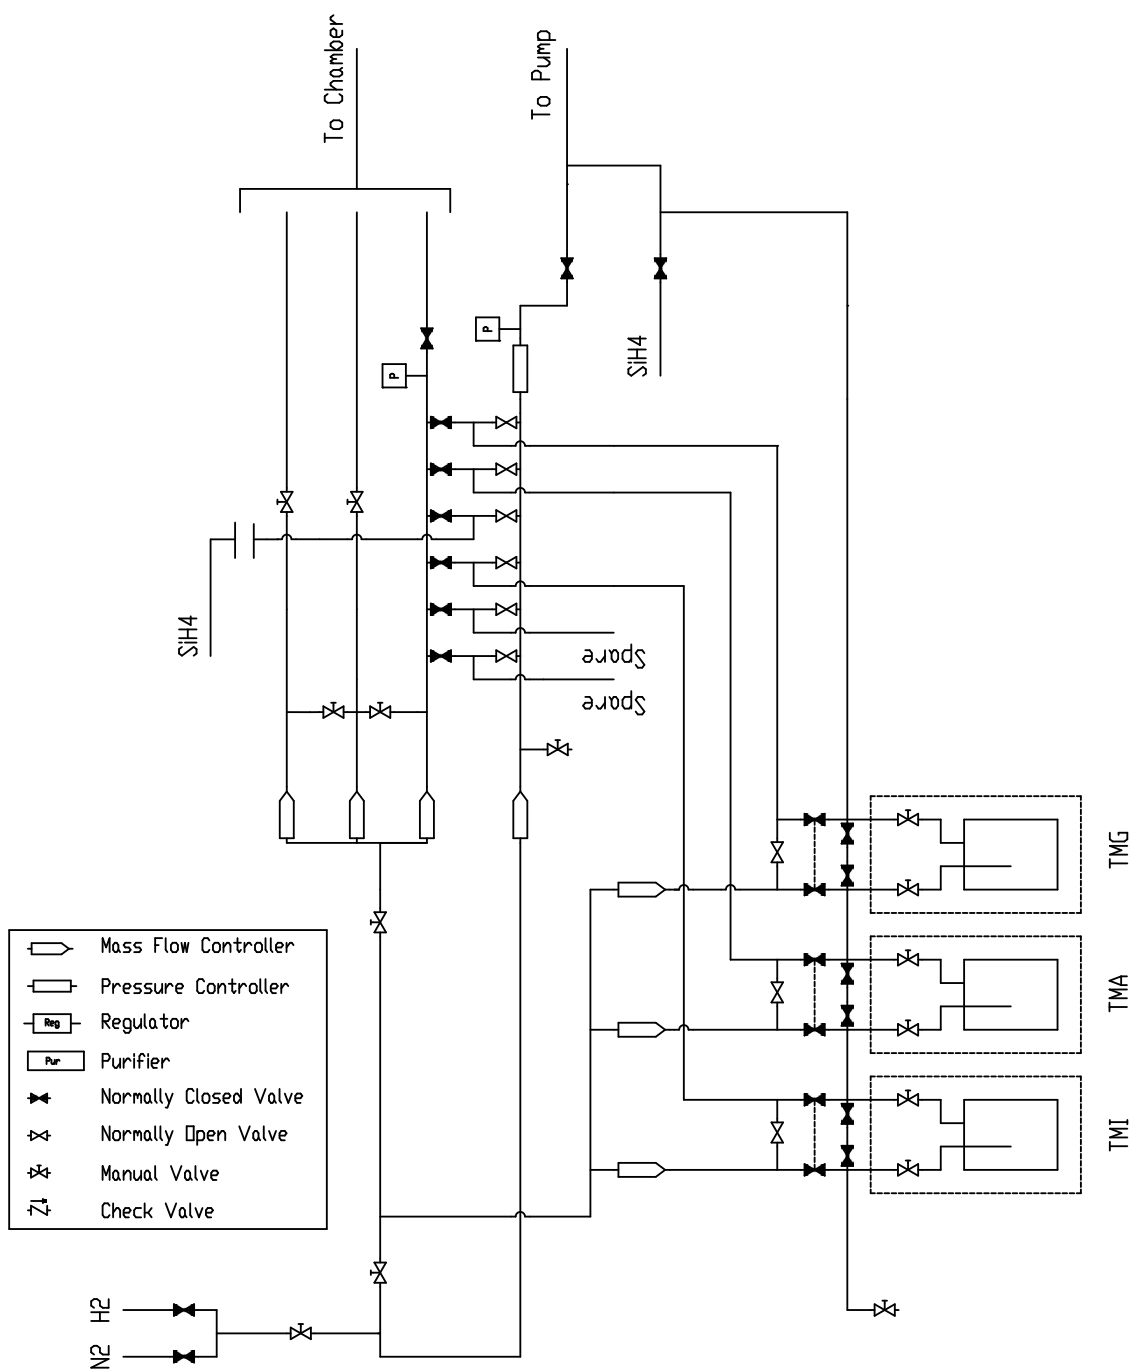 To Chamber
To Pump
P
P
SiH4
SiH4
Spare
Spare
TMG
TMA
TMI
Mass Flow Controller
Pressure Controller
Reg Regulator
Pur Purifier
Normally Closed Valve
Normally Open Valve
Manual Valve
Check Valve
H2
N2